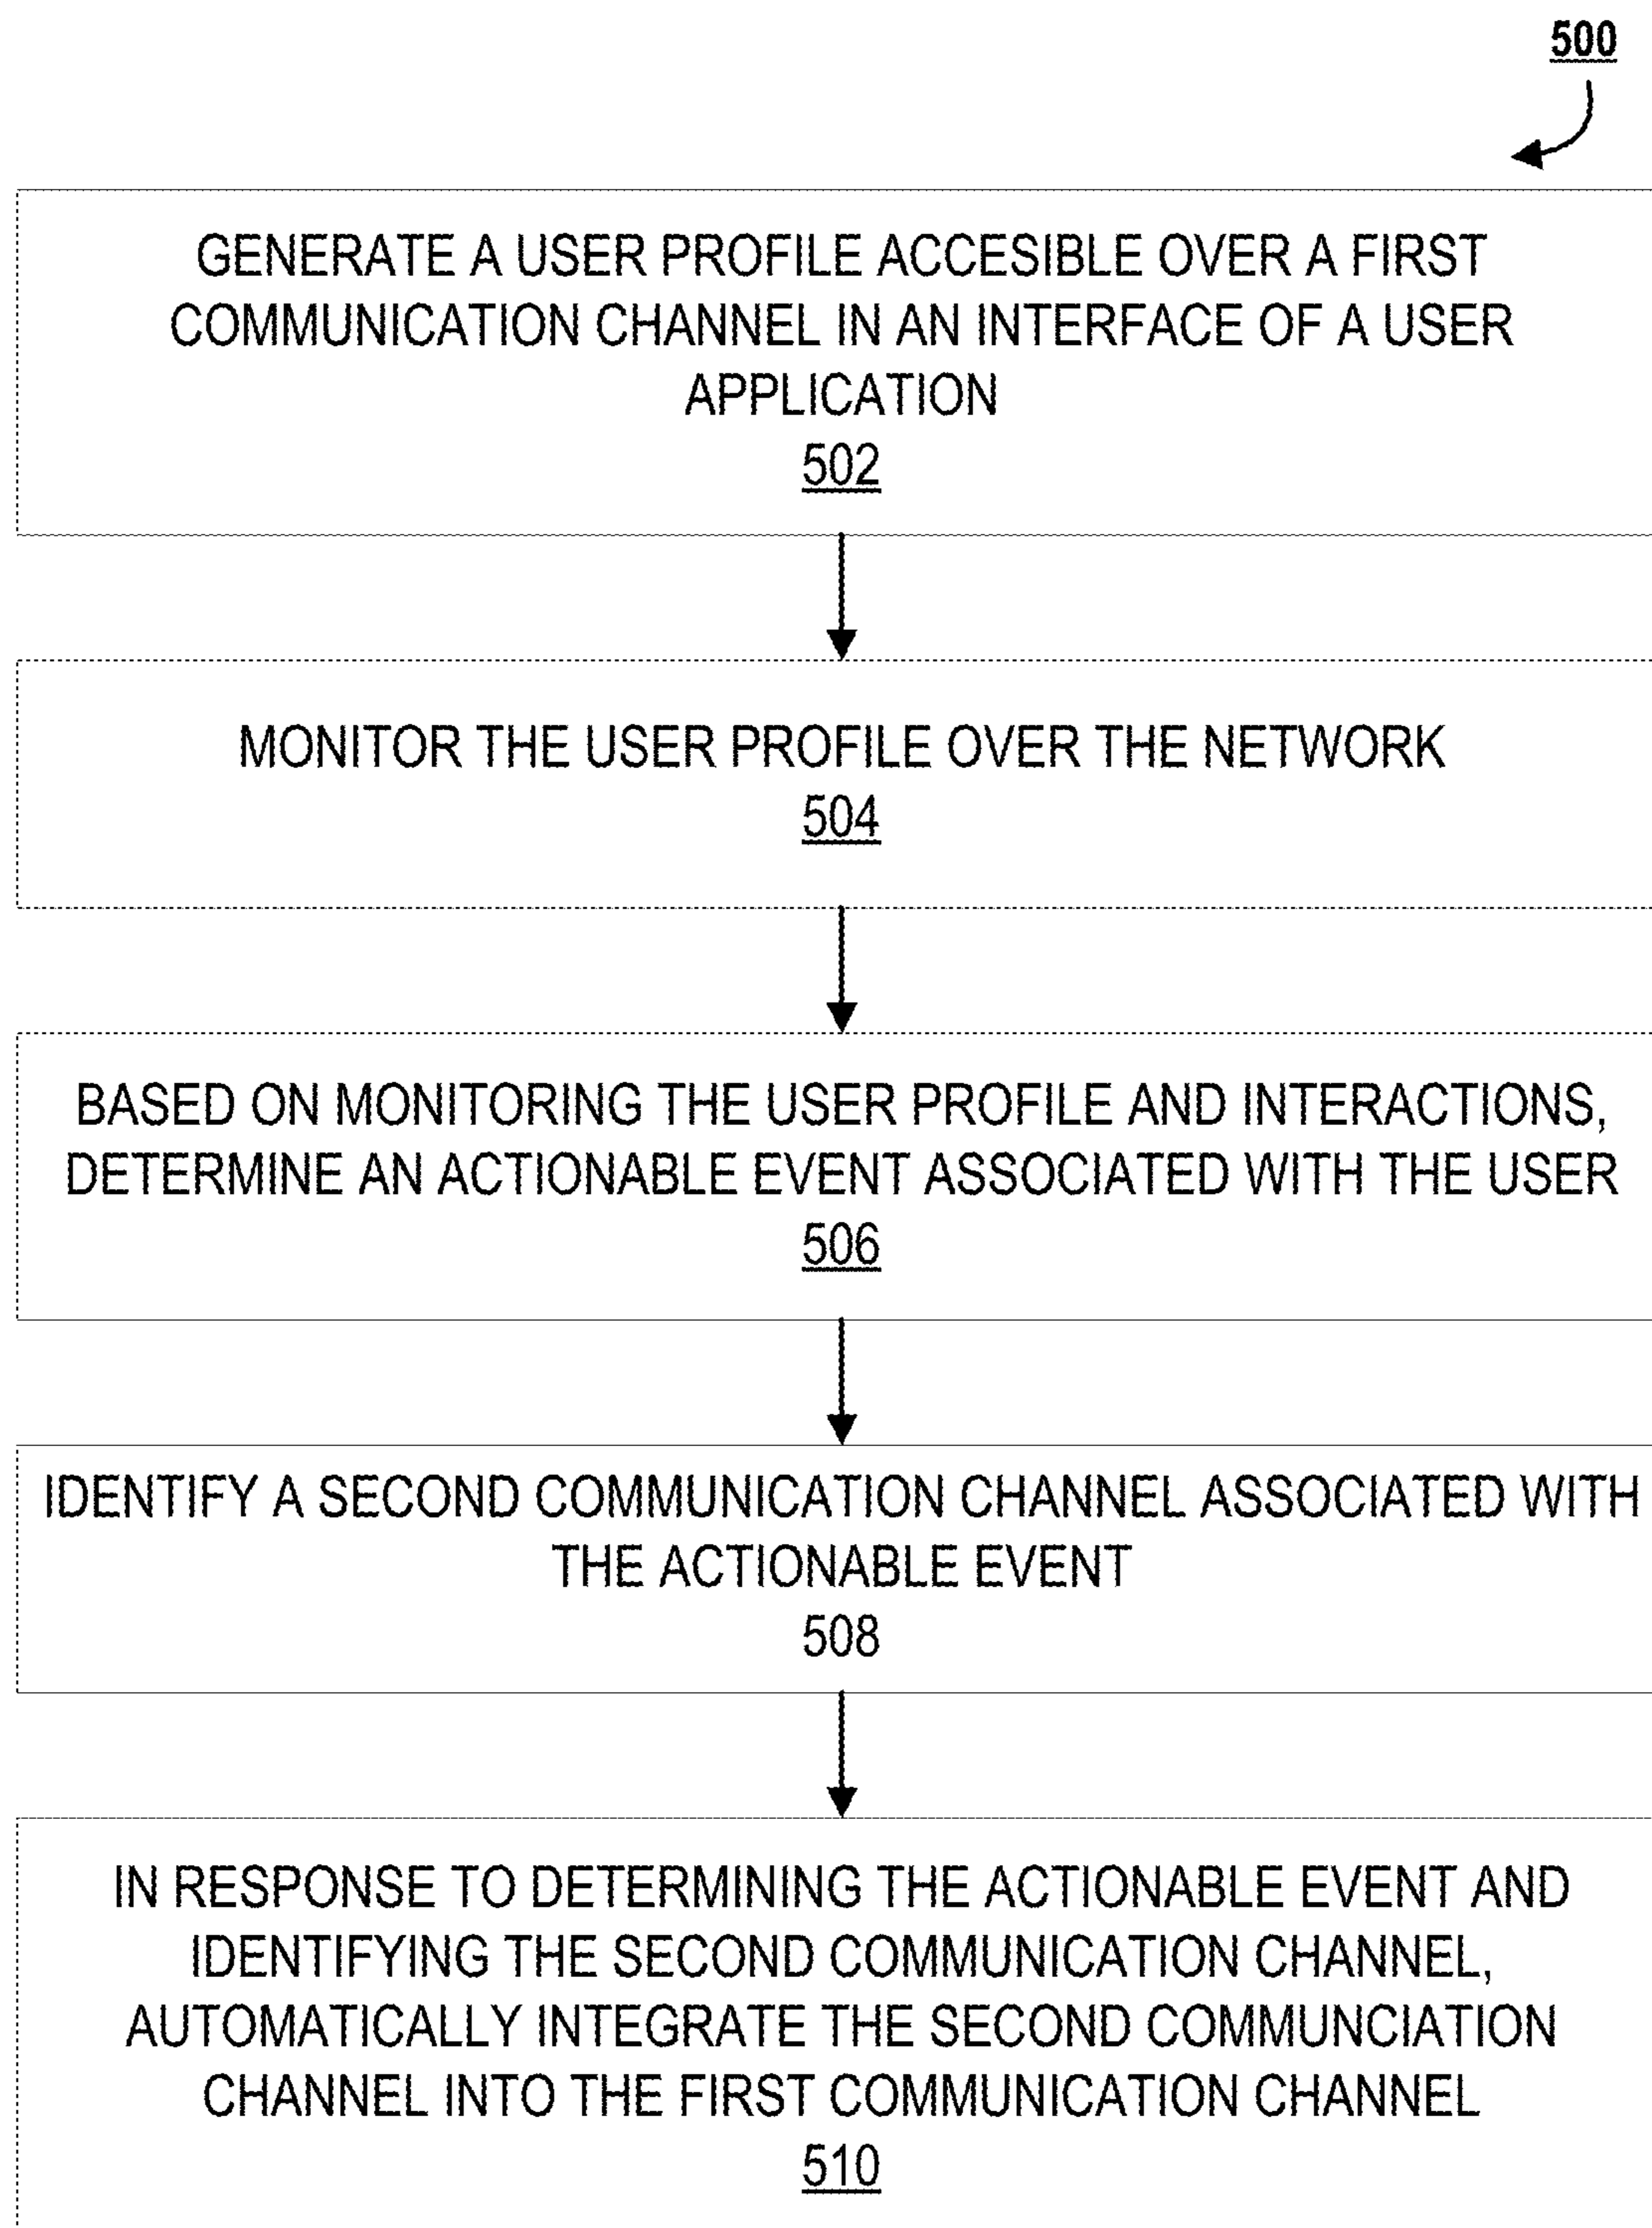 500
GENERATE A USER PROFILE ACCESIBLE OVER A FIRST
COMMUNICATION CHANNEL IN AN INTERFACE OF A USER
APPLICATION
502
MONITOR THE USER PROFILE OVER THE NETWORK
504
BASED ON MONITORING THE USER PROFILE AND INTERACTIONS,
DETERMINE AN ACTIONABLE EVENT ASSOCIATED WITH THE USER
506
IDENTIFY A SECOND COMMUNICATION CHANNEL ASSOCIATED WITH
THE ACTIONABLE EVENT
508
IN RESPONSE TO DETERMINING THE ACTIONABLE EVENT AND
IDENTIFYING THE SECOND COMMUNICATION CHANNEL,
AUTOMATICALLY INTEGRATE THE SECOND COMMUNCIATION
CHANNEL INTO THE FIRST COMMUNICATION CHANNEL
510